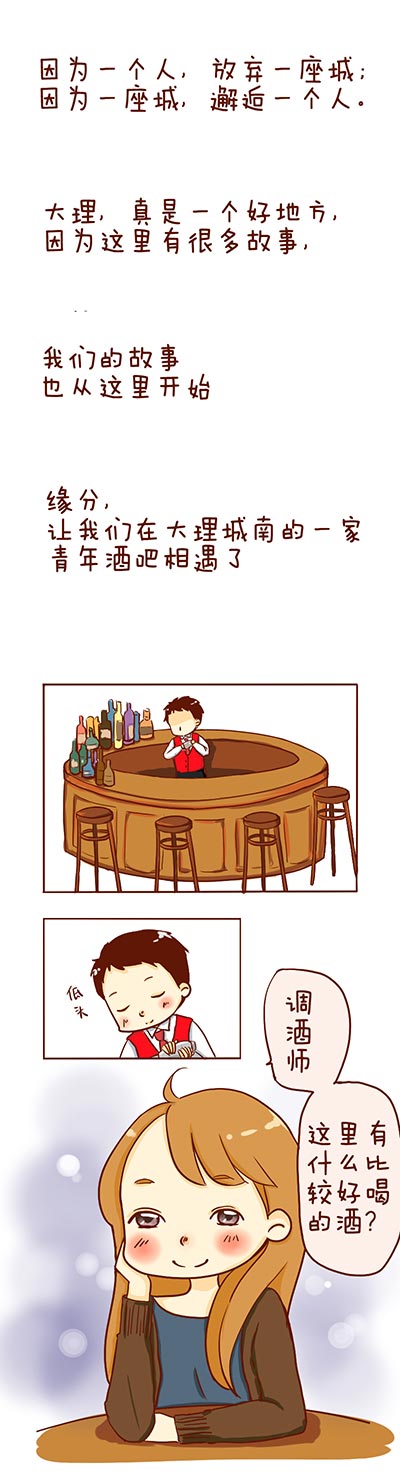 因为一个人，放弃一座城；
因为一座城，邂逅一个人。
大理，真是一个好地方，
因为这里有很多故事，
..
我们的故事
也从这里开始
缘分，
让我们在大理城南的一家
青年酒吧相遇了
低
头
调
酒
师
这里有
什么比
较好喝
的酒？